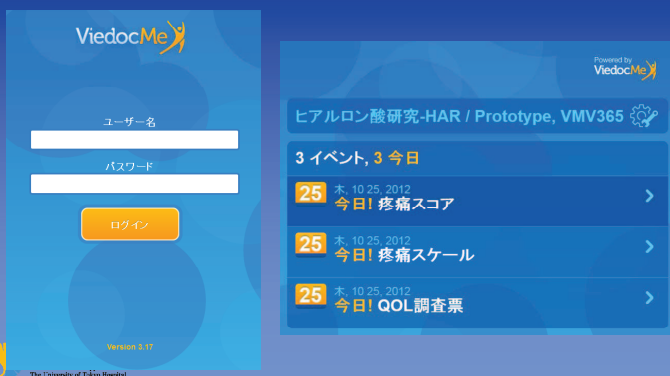 ViedocMe
ユーザー名
パスワード
ログイン
Version 3.17
The University of Tokyo Hospital
Powered by
ViedocMe
ヒアルロン酸研究-HAR / Prototype, VMV365
3 イベント, 3 今日
25 木, 10 25, 2012
今日! 疼痛スコア
25 木, 10 25, 2012
今日! 疼痛スケール
25 木, 10 25, 2012
今日! QOL調査票